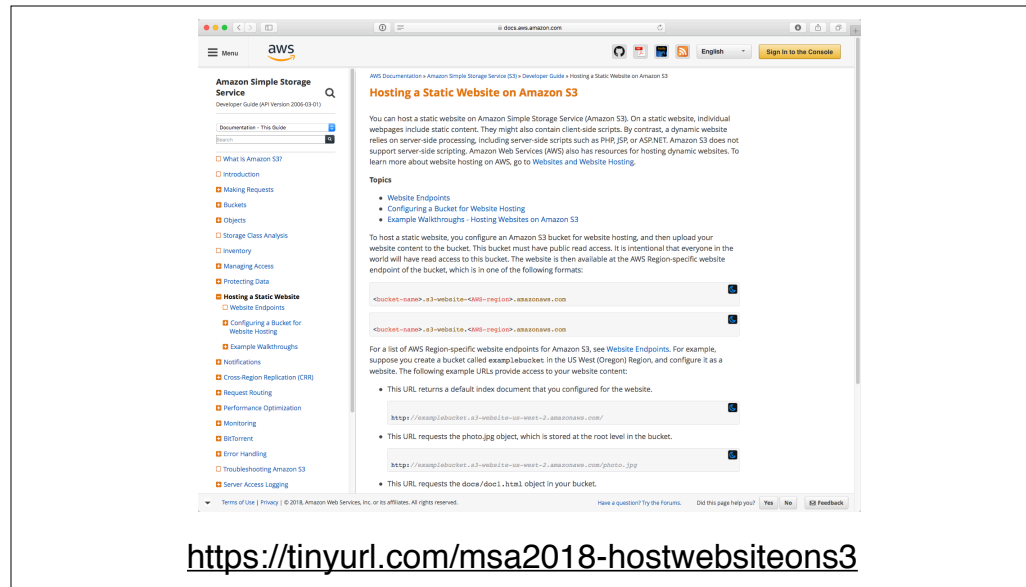 docs.aws.amazon.com
Menu
aws
English
Sign In to the Console
Amazon Simple Storage
Service
Developer Guide (API Version 2006-03-01)
Documentation - This Guide
Search
What Is Amazon S3?
Introduction
Making Requests
Buckets
Objects
Storage Class Analysis
Inventory
Managing Access
Protecting Data
Hosting a Static Website
Website Endpoints
Configuring a Bucket for
Website Hosting
Example Walkthroughs
Notifications
Cross-Region Replication (CRR)
Request Routing
Performance Optimization
Monitoring
BitTorrent
Error Handling
Troubleshooting Amazon S3
Server Access Logging
AWS Documentation » Amazon Simple Storage Service (S3) » Developer Guide » Hosting a Static Website on Amazon S3
Hosting a Static Website on Amazon S3
You can host a static website on Amazon Simple Storage Service (Amazon S3). On a static website, individual
webpages include static content. They might also contain client-side scripts. By contrast, a dynamic website
relies on server-side processing, including server-side scripts such as PHP, JSP, or ASP.NET. Amazon S3 does not
support server-side scripting. Amazon Web Services (AWS) also has resources for hosting dynamic websites. To
learn more about website hosting on AWS, go to Websites and Website Hosting.
Topics
• Website Endpoints
• Configuring a Bucket for Website Hosting
• Example Walkthroughs - Hosting Websites on Amazon S3
To host a static website, you configure an Amazon S3 bucket for website hosting, and then upload your
website content to the bucket. This bucket must have public read access. It is intentional that everyone in the
world will have read access to this bucket. The website is then available at the AWS Region-specific website
endpoint of the bucket, which is in one of the following formats:
<bucket-name>.s3-website-<AWS-region>.amazonaws.com
<bucket-name>.s3-website.<AWS-region>.amazonaws.com
For a list of AWS Region-specific website endpoints for Amazon S3, see Website Endpoints. For example,
suppose you create a bucket called examplebucket in the US West (Oregon) Region, and configure it as a
website. The following example URLs provide access to your website content:
• This URL returns a default index document that you configured for the website.
http://examplebucket.s3-website-us-west-2.amazonaws.com/
• This URL requests the photo.jpg object, which is stored at the root level in the bucket.
http://examplebucket.s3-website-us-west-2.amazonaws.com/photo.jpg
• This URL requests the docs/doc1.html object in your bucket.
Terms of Use | Privacy | © 2018, Amazon Web Services, Inc. or its affiliates. All rights reserved.
Have a question? Try the Forums.
Did this page help you?
Yes
No
Feedback
https://tinyurl.com/msa2018-hostwebsiteons3